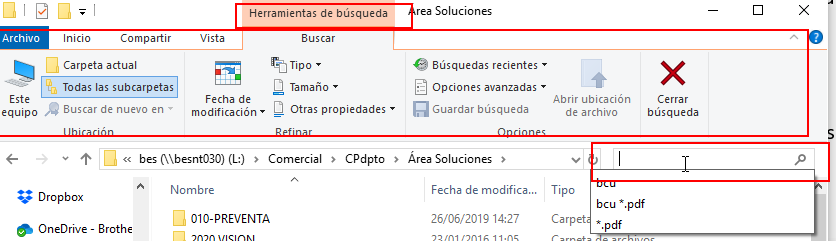 Herramientas de búsqueda
Área Soluciones
Archivo Inicio Compartir Vista Buscar
Este equipo
Carpeta actual
Todas las subcarpetas
Buscar de nuevo en
Ubicación
Fecha de modificación
Tipo
Tamaño
Otras propiedades
Refinar
Búsquedas recientes
Opciones avanzadas
Guardar búsqueda
Abrir ubicación de archivo
Opciones
Cerrar búsqueda
« bes (\\besnt030) (L:) > Comercial > CPdpto > Área Soluciones >
bcu
bcu *.pdf
*.pdf
Dropbox
OneDrive - Brothe
Nombre
Fecha de modifica... Tipo
010-PREVENTA 26/06/2019 14:27 Carpeta
2020 VISION 23/01/2016 11:05 Carpeta de archivos